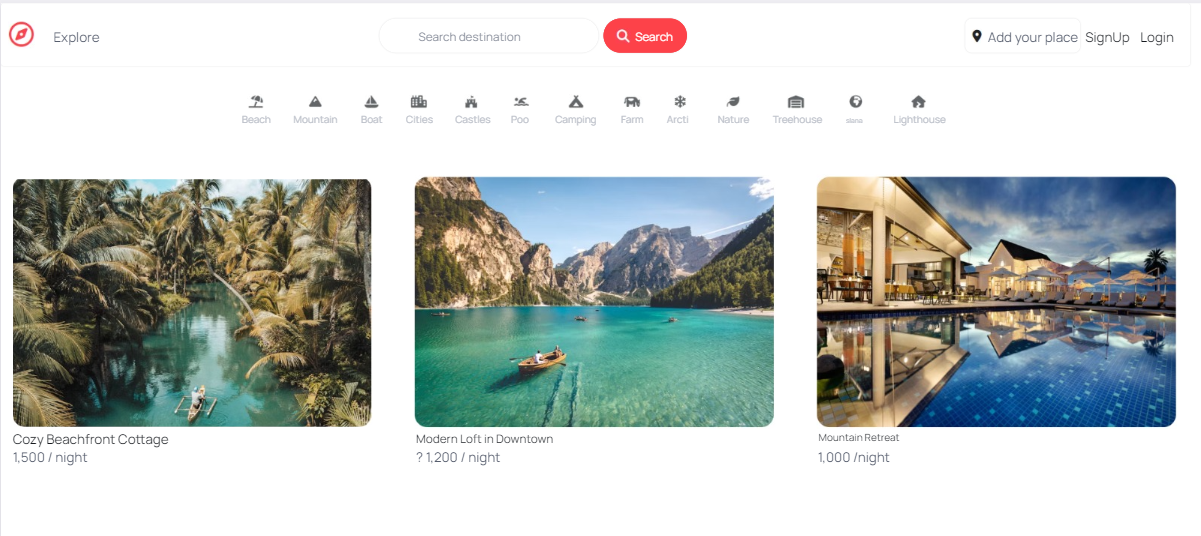 Explore
Search destination
Search
Add your place
SignUp
Login
Beach
Mountain
Boat
Cities
Castles
Poo
Camping
Farm
Arcti
Nature
Treehouse
Lighthouse
Cozy Beachfront Cottage
Modern Loft in Downtown
Mountain Retreat
1,500 / night
? 1,200 / night
1,000 /night